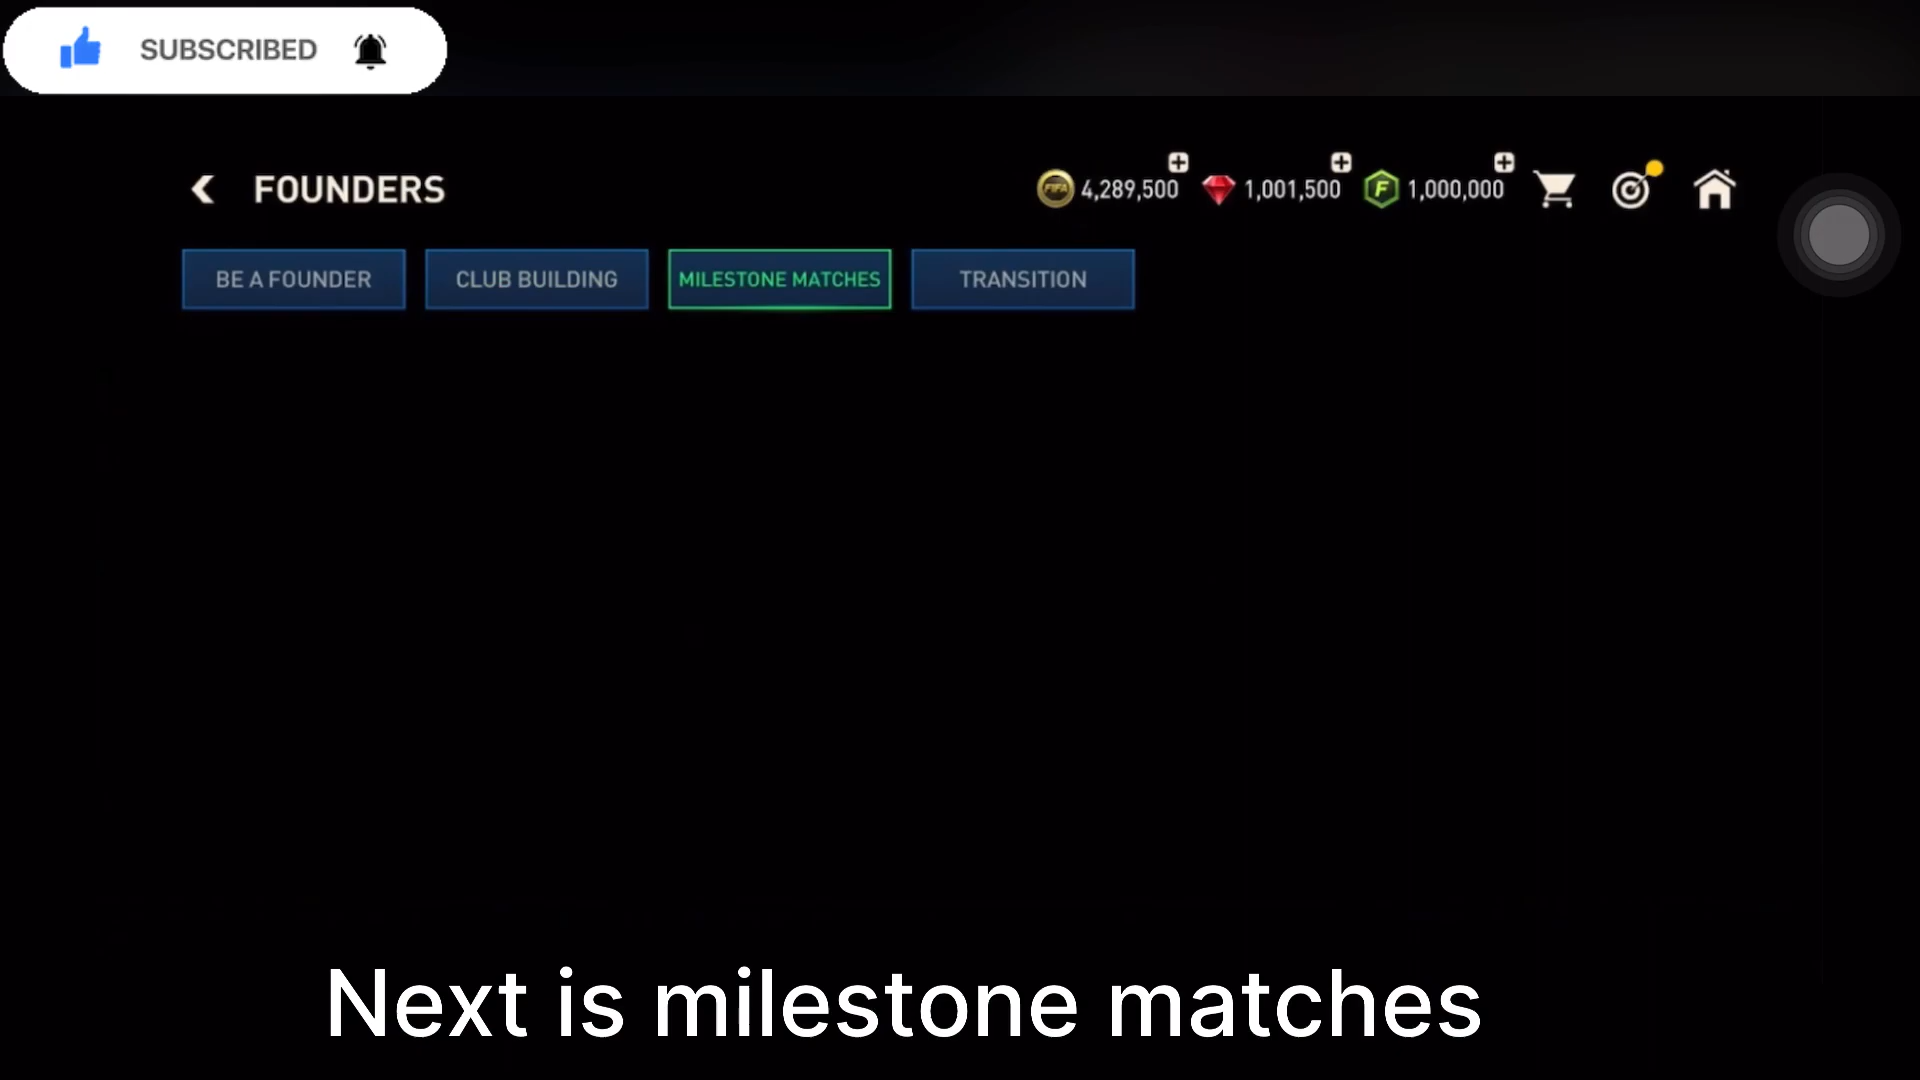 SUBSCRIBED
FOUNDERS
FIFA 4,289,500 1,001,500 F 1,000,000
BE A FOUNDER CLUB BUILDING MILESTONE MATCHES TRANSITION
Next is milestone matches